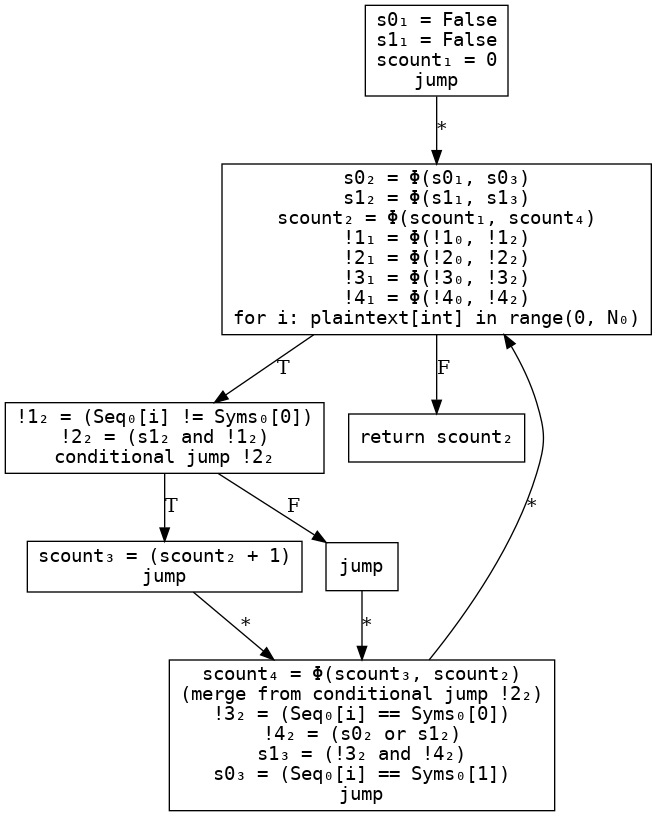 s0₁ = False
s1₁ = False
scount₁ = 0
jump
*
s0₂ = Φ(s0₁, s0₃)
s1₂ = Φ(s1₁, s1₃)
scount₂ = Φ(scount₁, scount₄)
!1₁ = Φ(!1₀, !1₂)
!2₁ = Φ(!2₀, !2₂)
!3₁ = Φ(!3₀, !3₂)
!4₁ = Φ(!4₀, !4₂)
for i: plaintext[int] in range(0, N₀)
T
F
!1₂ = (Seq₀[i] != Syms₀[0])
!2₂ = (s1₂ and !1₂)
conditional jump !2₂
return scount₂
T
F
*
scount₃ = (scount₂ + 1)
jump
jump
*
*
scount₄ = Φ(scount₃, scount₂)
(merge from conditional jump !2₂)
!3₂ = (Seq₀[i] == Syms₀[0])
!4₂ = (s0₂ or s1₂)
s1₃ = (!3₂ and !4₂)
s0₃ = (Seq₀[i] == Syms₀[1])
jump